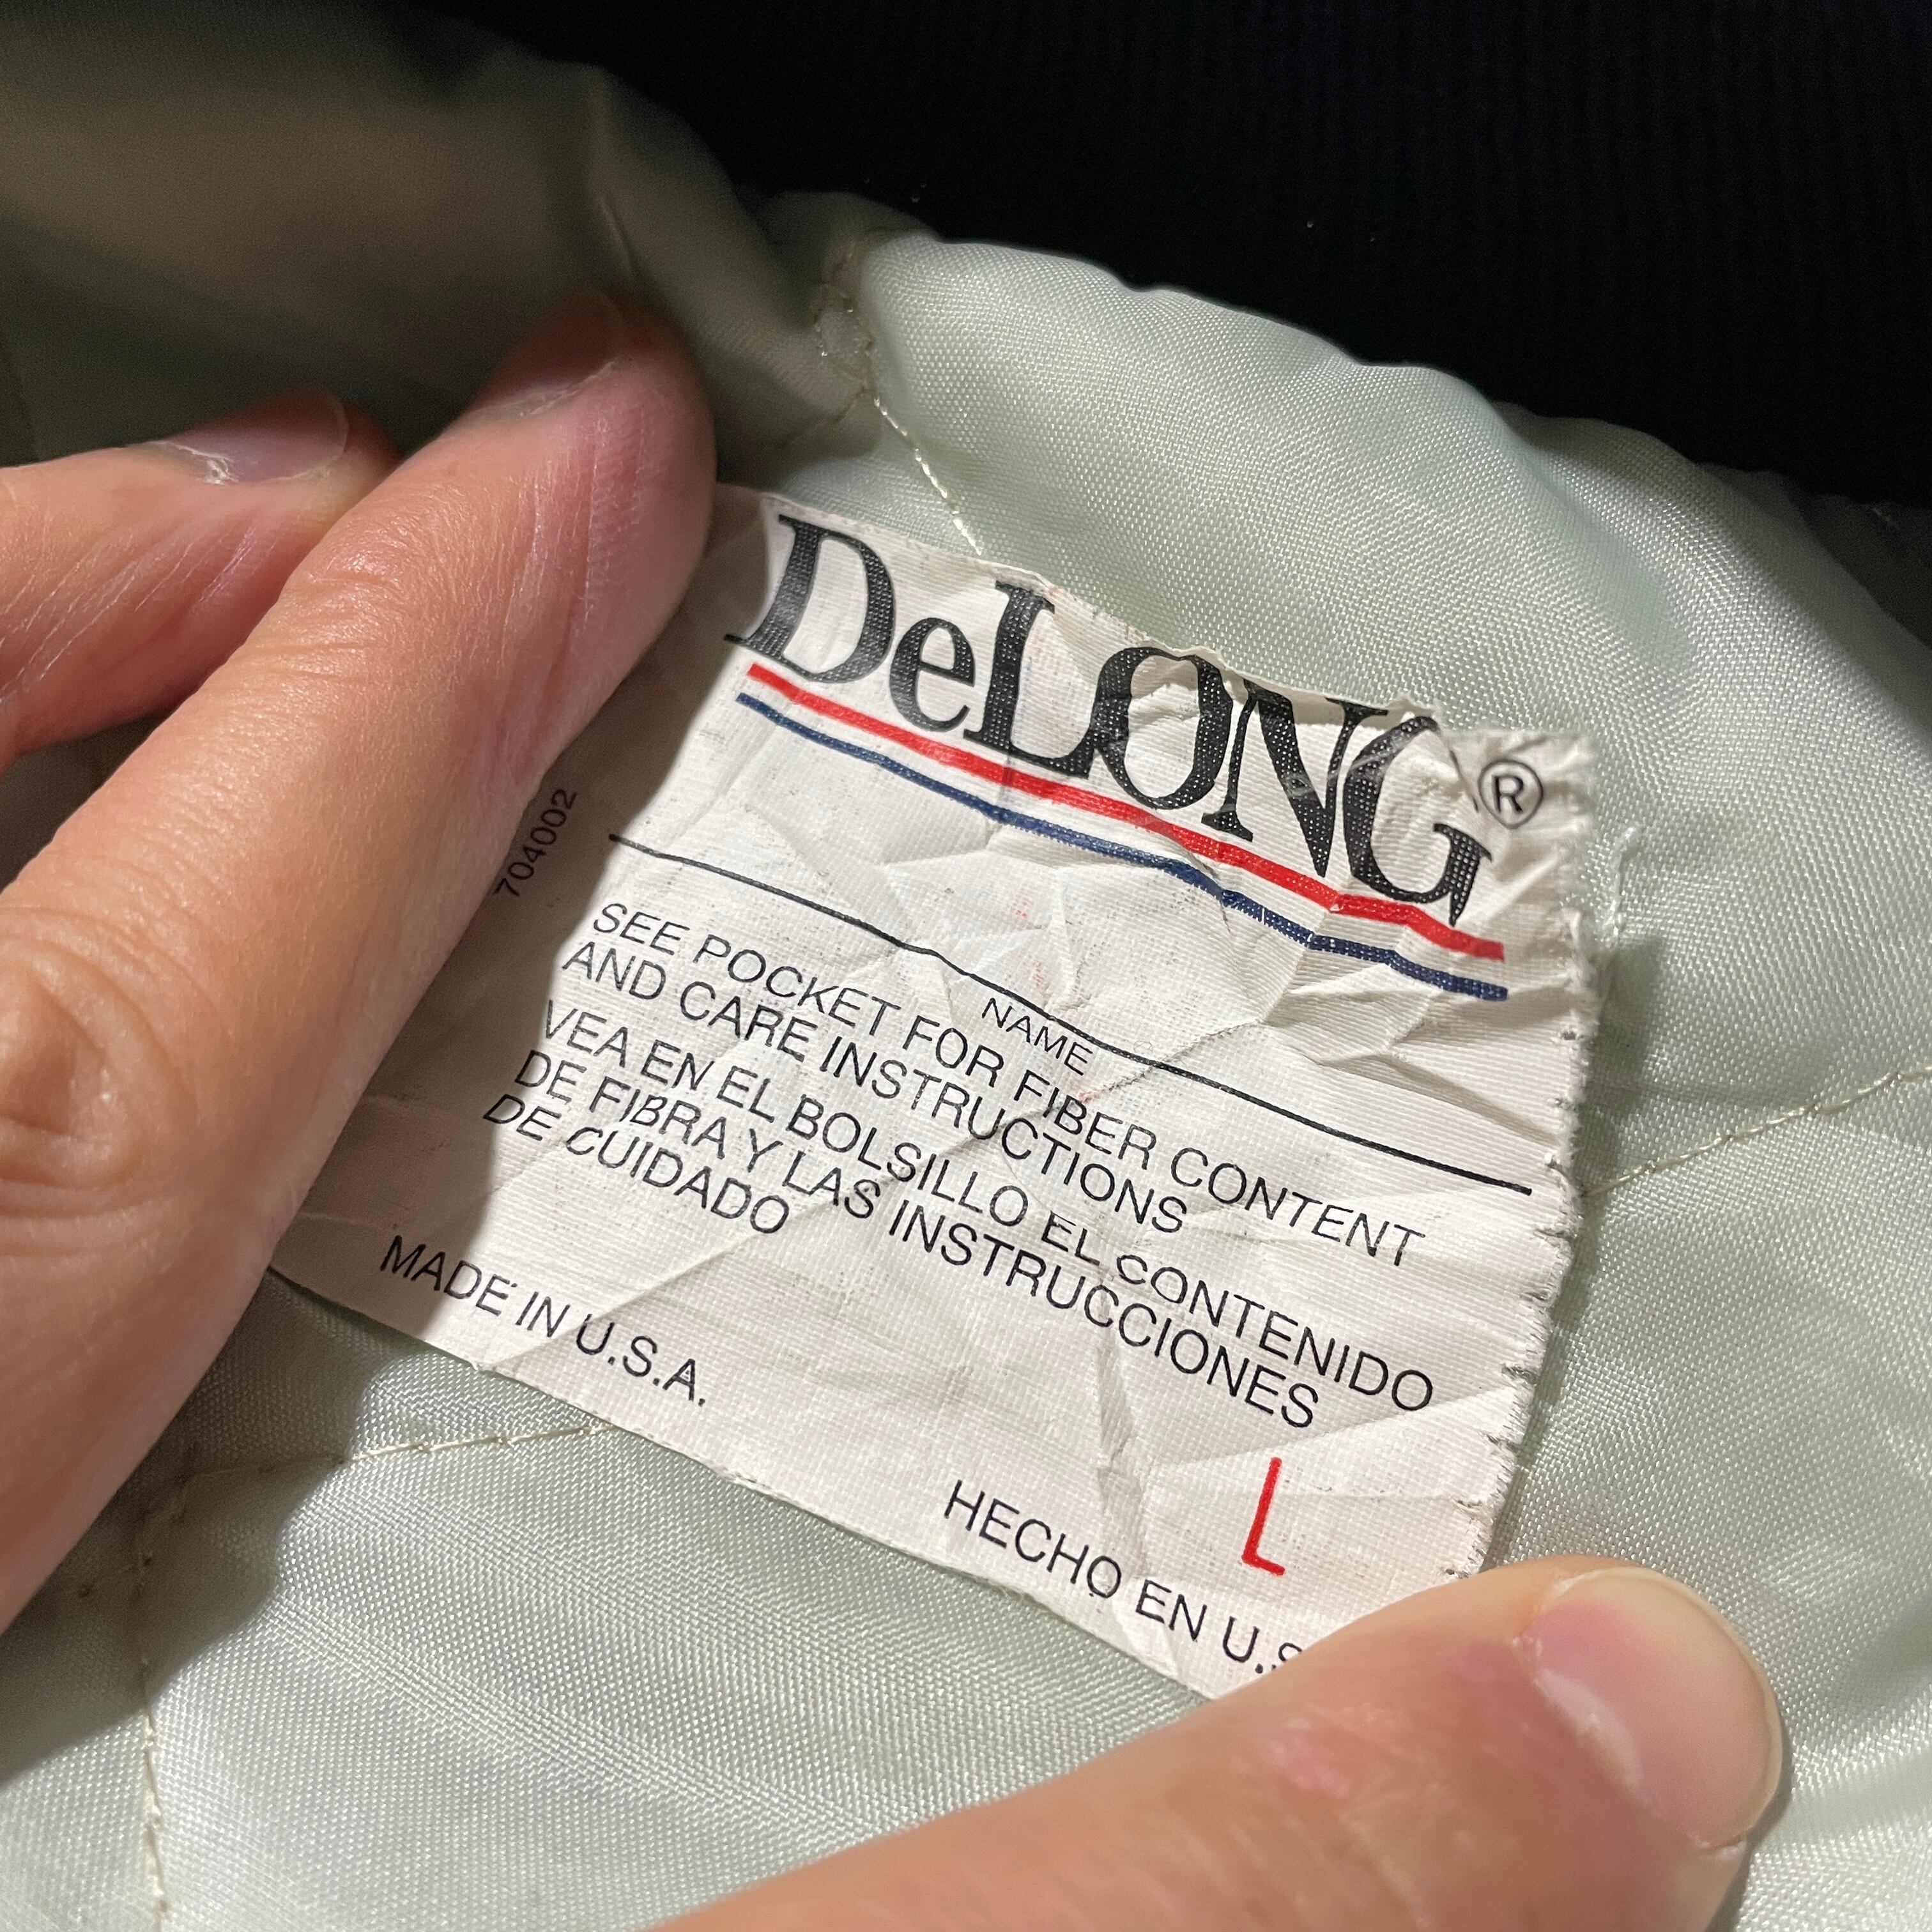 DeLONG®
704002
NAME
SEE POCKET FOR FIBER CONTENT
AND CARE INSTRUCTIONS
VEA EN EL BOLSILLO EL CONTENIDO
DE FIBRA Y LAS INSTRUCCIONES
DE CUIDADO
L
MADE IN U.S.A.
HECHO EN U.S